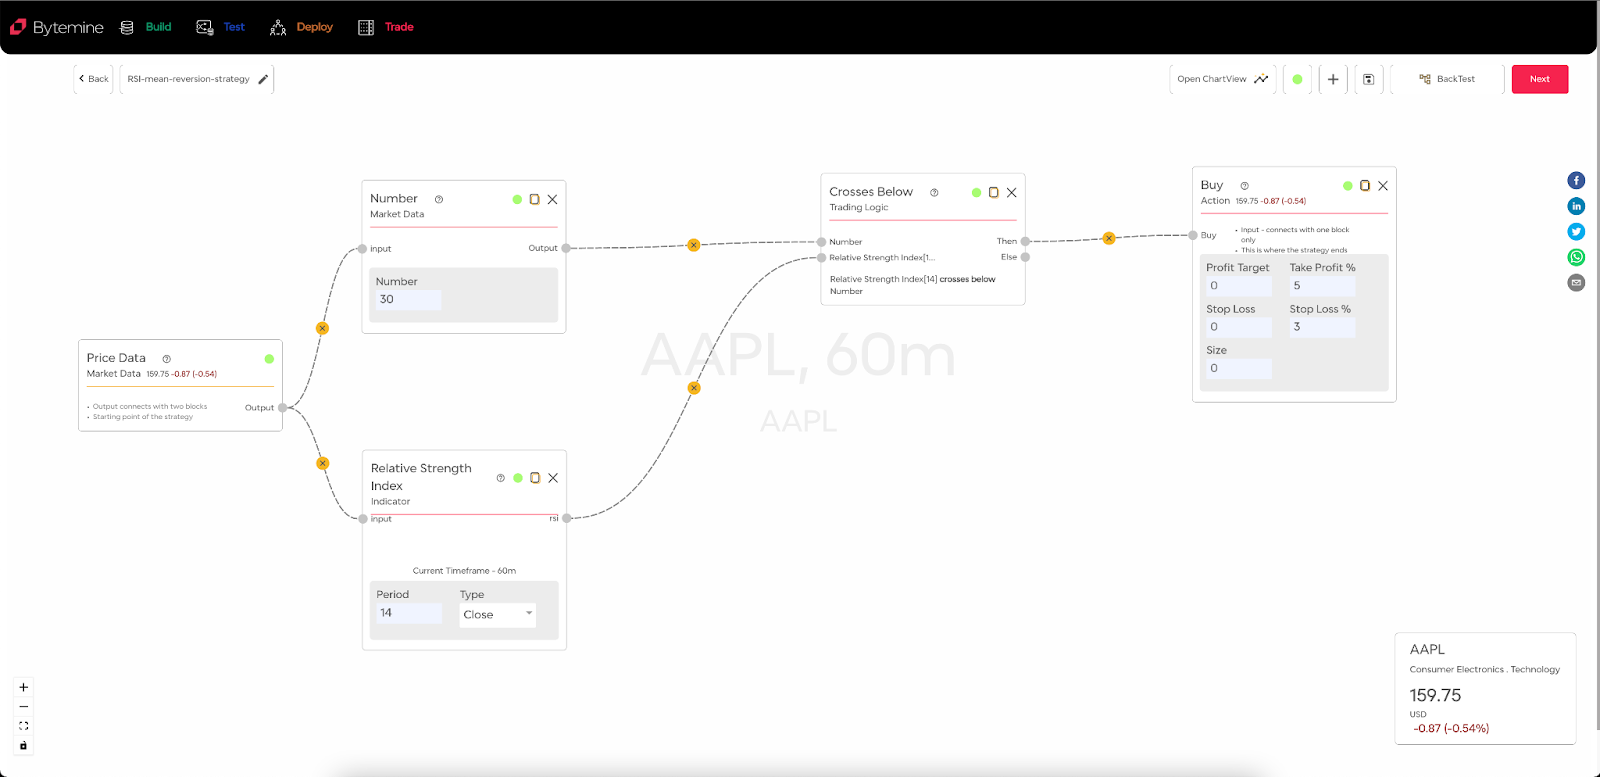 Bytemine Build Test Deploy Trade
Back RSI-mean-reversion-strategy Open ChartView BackTest Next
Number
Market Data
input Output
Number
30
Crosses Below
Trading Logic
Number Then
Relative Strength Index[1... Else
Relative Strength Index[14] crosses below
Number
Buy
Action 159.75 -0.87 (-0.54)
Buy
• Input - connects with one block
only
• This is where the strategy ends
Profit Target Take Profit %
0 5
Stop Loss Stop Loss %
0 3
Size
0
Price Data
Market Data 159.75 -0.87 (-0.54)
• Output connects with two blocks
• Starting point of the strategy
Output
AAPL, 60m
AAPL
Relative Strength
Index
Indicator
input rsi
Current Timeframe - 60m
Period Type
14 Close
AAPL
Consumer Electronics . Technology
159.75
USD
-0.87 (-0.54%)